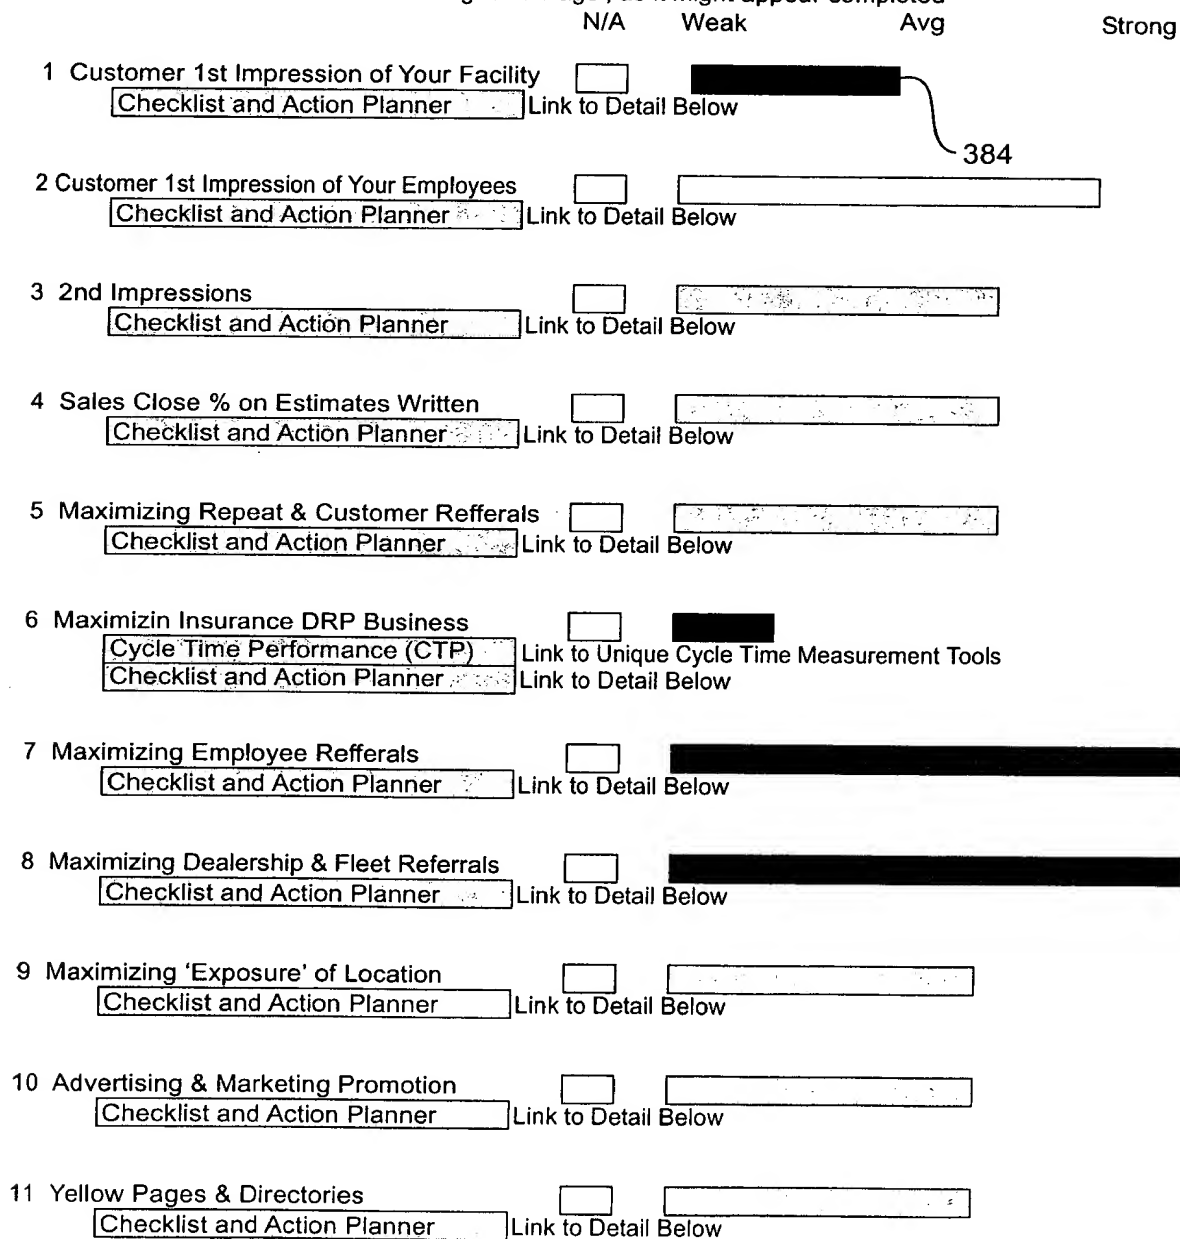 as it might appear completed
N/A Weak Avg Strong
1 Customer 1st Impression of Your Facility
Checklist and Action Planner Link to Detail Below
384
2 Customer 1st Impression of Your Employees
Checklist and Action Planner Link to Detail Below
3 2nd Impressions
Checklist and Action Planner Link to Detail Below
4 Sales Close % on Estimates Written
Checklist and Action Planner Link to Detail Below
5 Maximizing Repeat & Customer Refferals
Checklist and Action Planner Link to Detail Below
6 Maximizin Insurance DRP Business
Cycle Time Performance (CTP) Link to Unique Cycle Time Measurement Tools
Checklist and Action Planner Link to Detail Below
7 Maximizing Employee Refferals
Checklist and Action Planner Link to Detail Below
8 Maximizing Dealership & Fleet Referrals
Checklist and Action Planner Link to Detail Below
9 Maximizing ‘Exposure’ of Location
Checklist and Action Planner Link to Detail Below
10 Advertising & Marketing Promotion
Checklist and Action Planner Link to Detail Below
11 Yellow Pages & Directories
Checklist and Action Planner Link to Detail Below